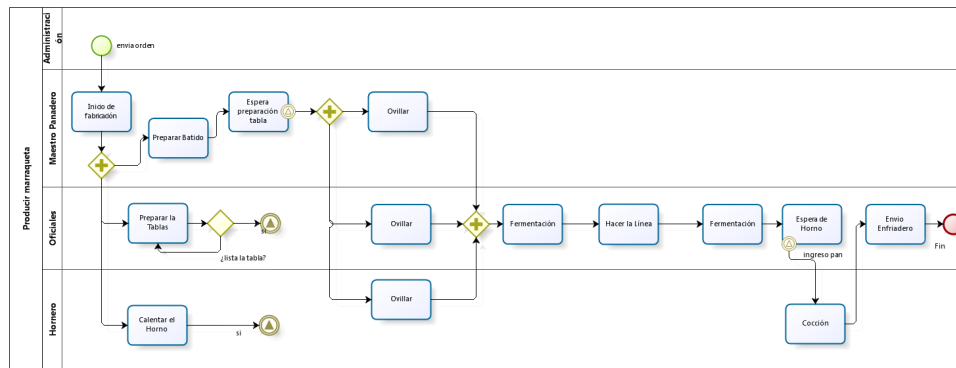 Producir marraqueta
Administraci
ón
envia orden
Maestro Panadero
Inicio de
fabricación
Preparar Batido
Espera
preparación
tabla
Ovillar
Oficiales
Preparar la
Tablas
si
¿lista la tabla?
Ovillar
Fermentación
Hacer la Línea
Fermentación
Espera de
Horno
ingreso pan
Envio
Enfriadero
Fin
Hornero
Calentar el
Horno
si
Ovillar
Cocción